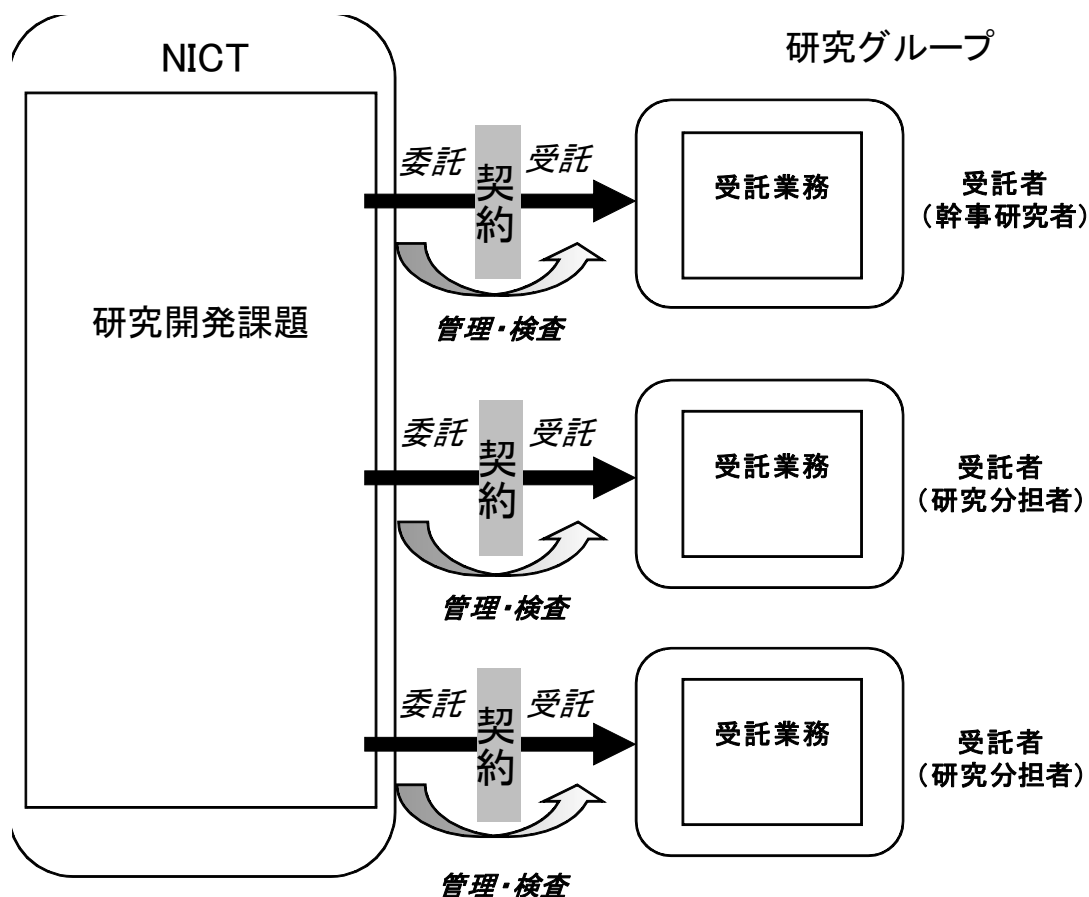 NICT
研究グループ
研究開発課題
委託
契約
受託
管理・検査
受託業務
受託者
（幹事研究者）
委託
契約
受託
管理・検査
受託業務
受託者
（研究分担者）
委託
契約
受託
管理・検査
受託業務
受託者
（研究分担者）